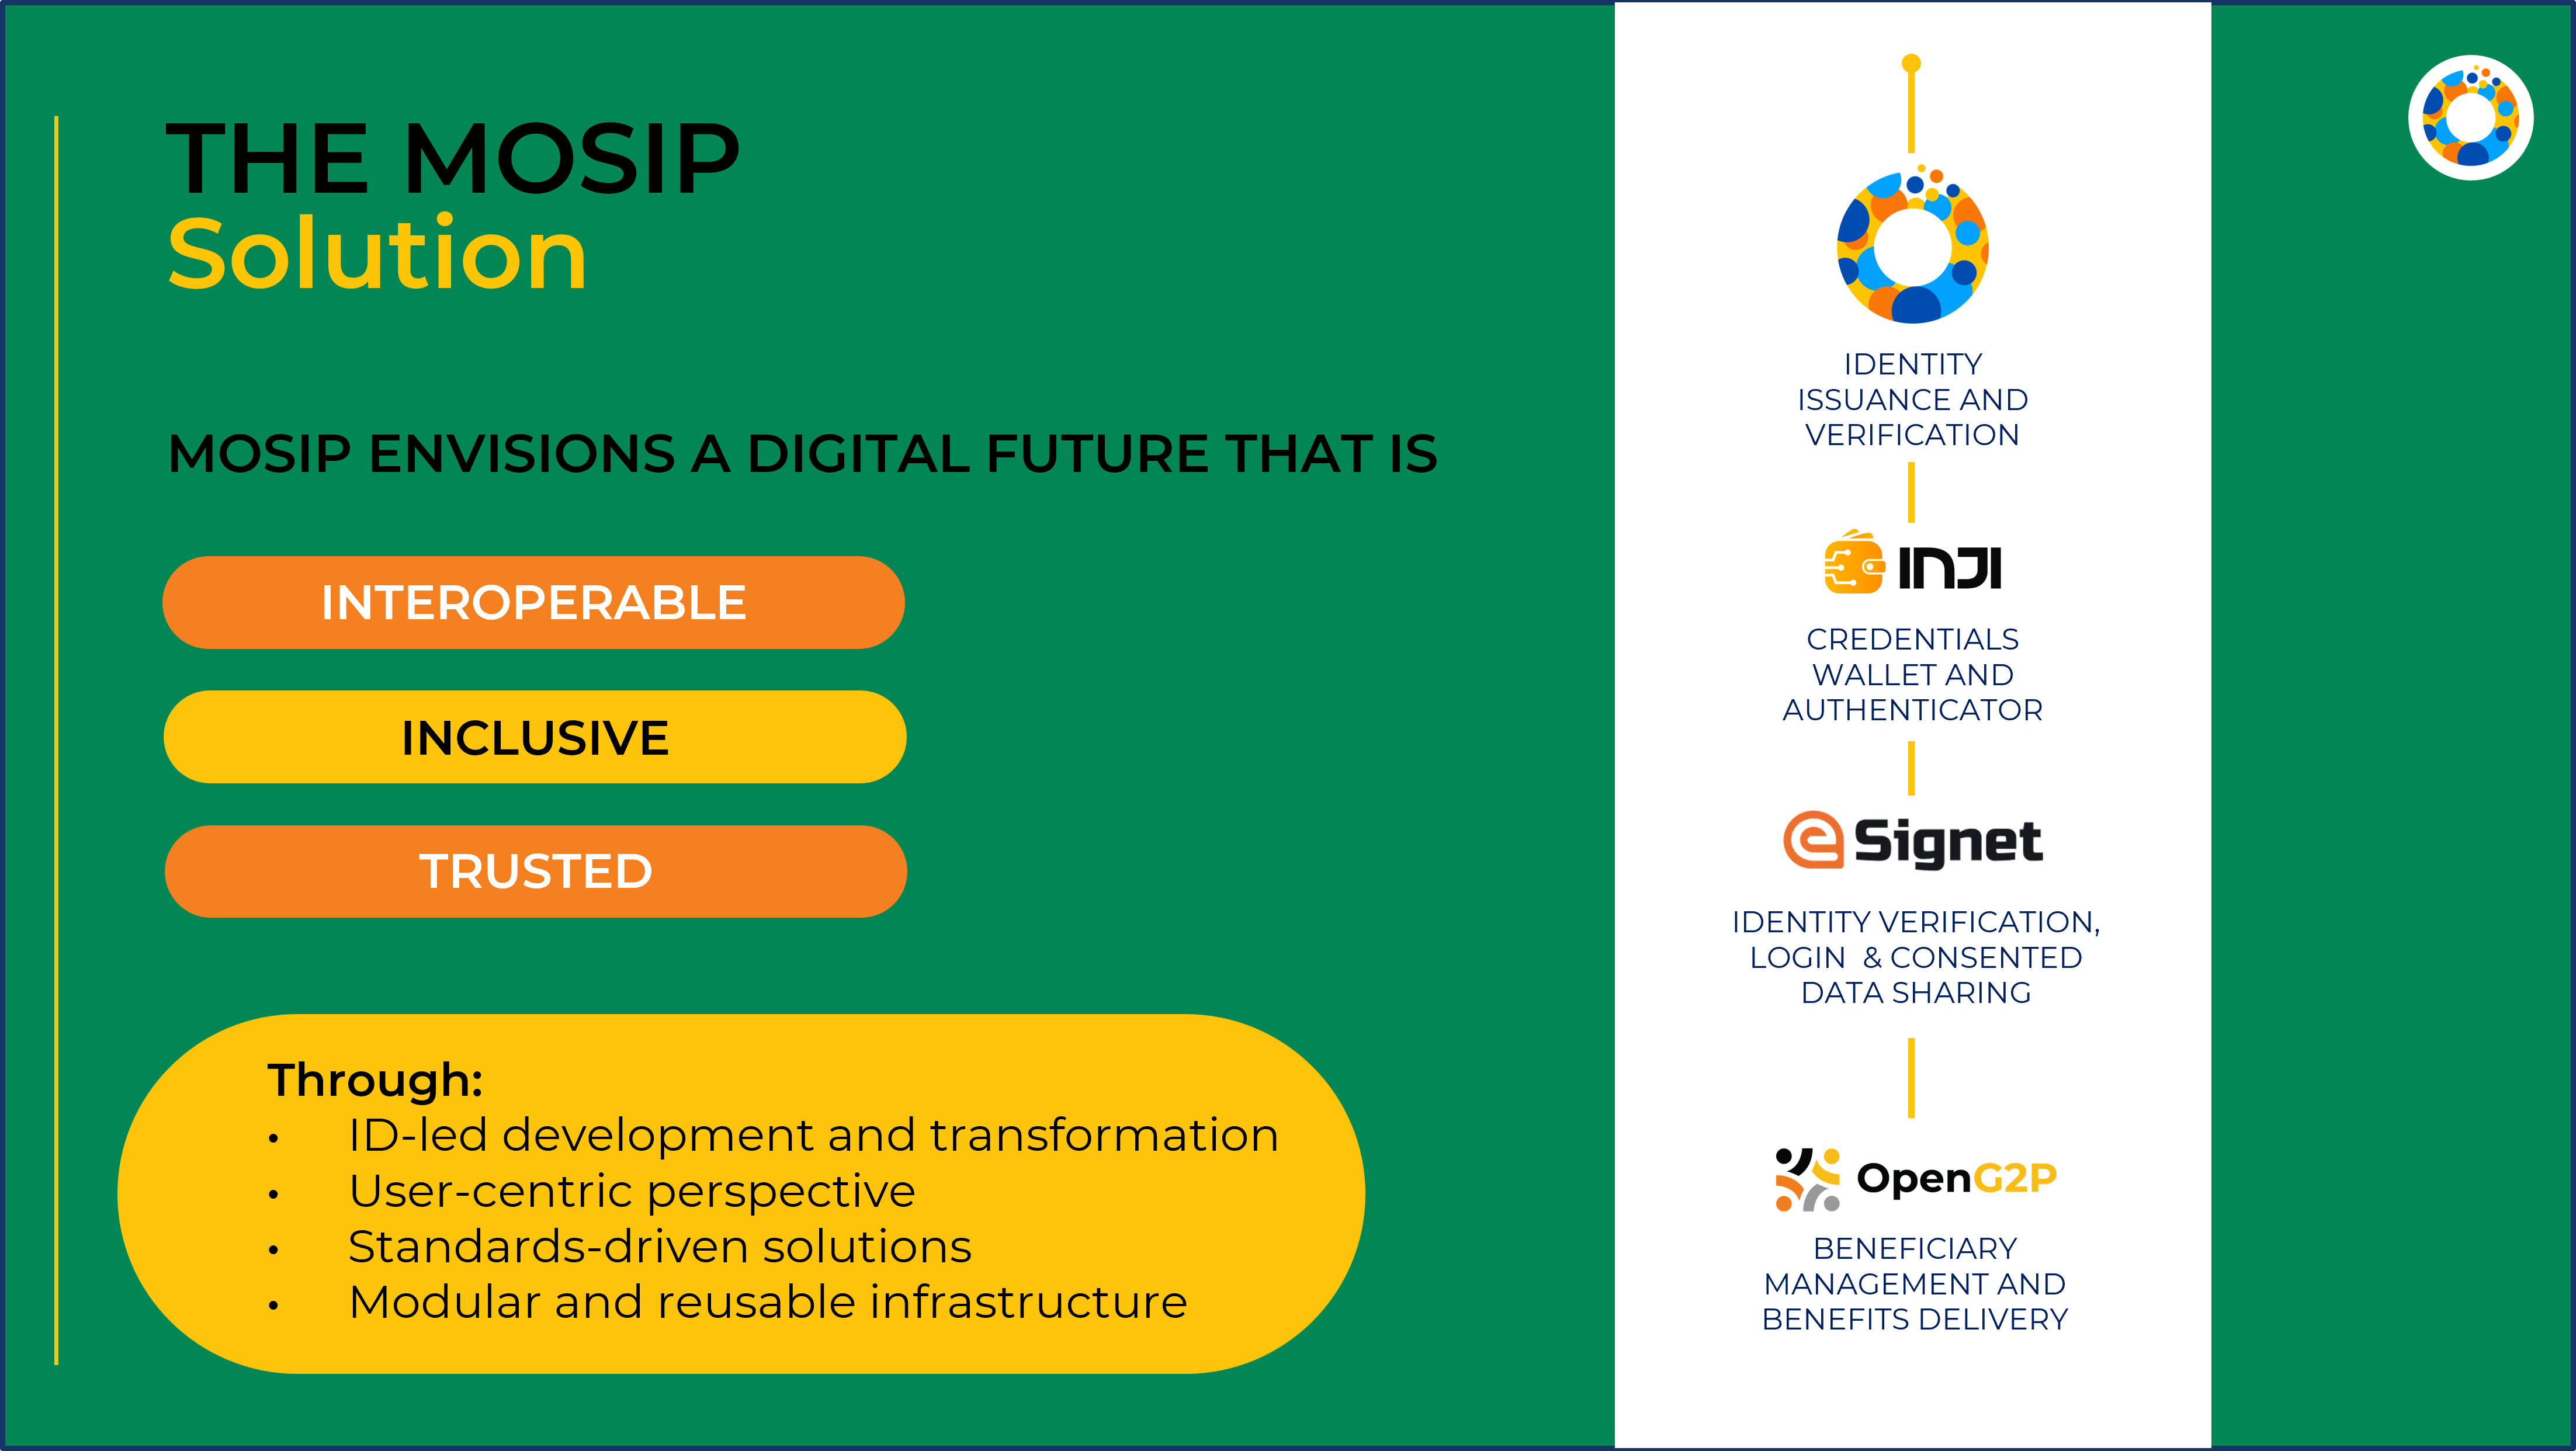 THE MOSIP
Solution
MOSIP ENVISIONS A DIGITAL FUTURE THAT IS
INTEROPERABLE
INCLUSIVE
TRUSTED
Through:
• ID-led development and transformation
• User-centric perspective
• Standards-driven solutions
• Modular and reusable infrastructure
IDENTITY
ISSUANCE AND
VERIFICATION
INJI
CREDENTIALS
WALLET AND
AUTHENTICATOR
e Signet
IDENTITY VERIFICATION,
LOGIN & CONSENTED
DATA SHARING
OpenG2P
BENEFICIARY
MANAGEMENT AND
BENEFITS DELIVERY